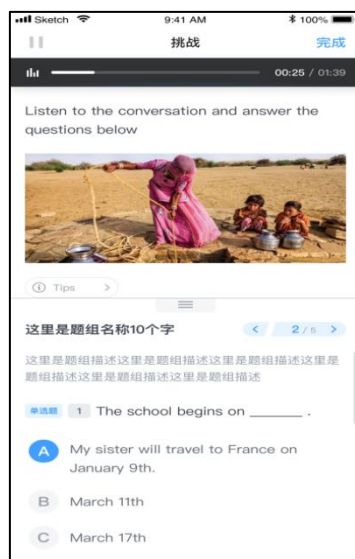 Sketch 9:41 AM 100%
挑战 完成
00:25 / 01:39
Listen to the conversation and answer the
questions below
Tips >
这里是题组名称10个字 < 2 / 5 >
这里是题组描述这里是题组描述这里是题组描述这里是
题组描述这里是题组描述这里是题组描述
单选题 1 The school begins on _______ .
A My sister will travel to France on
January 9th.
B March 11th
C March 17th